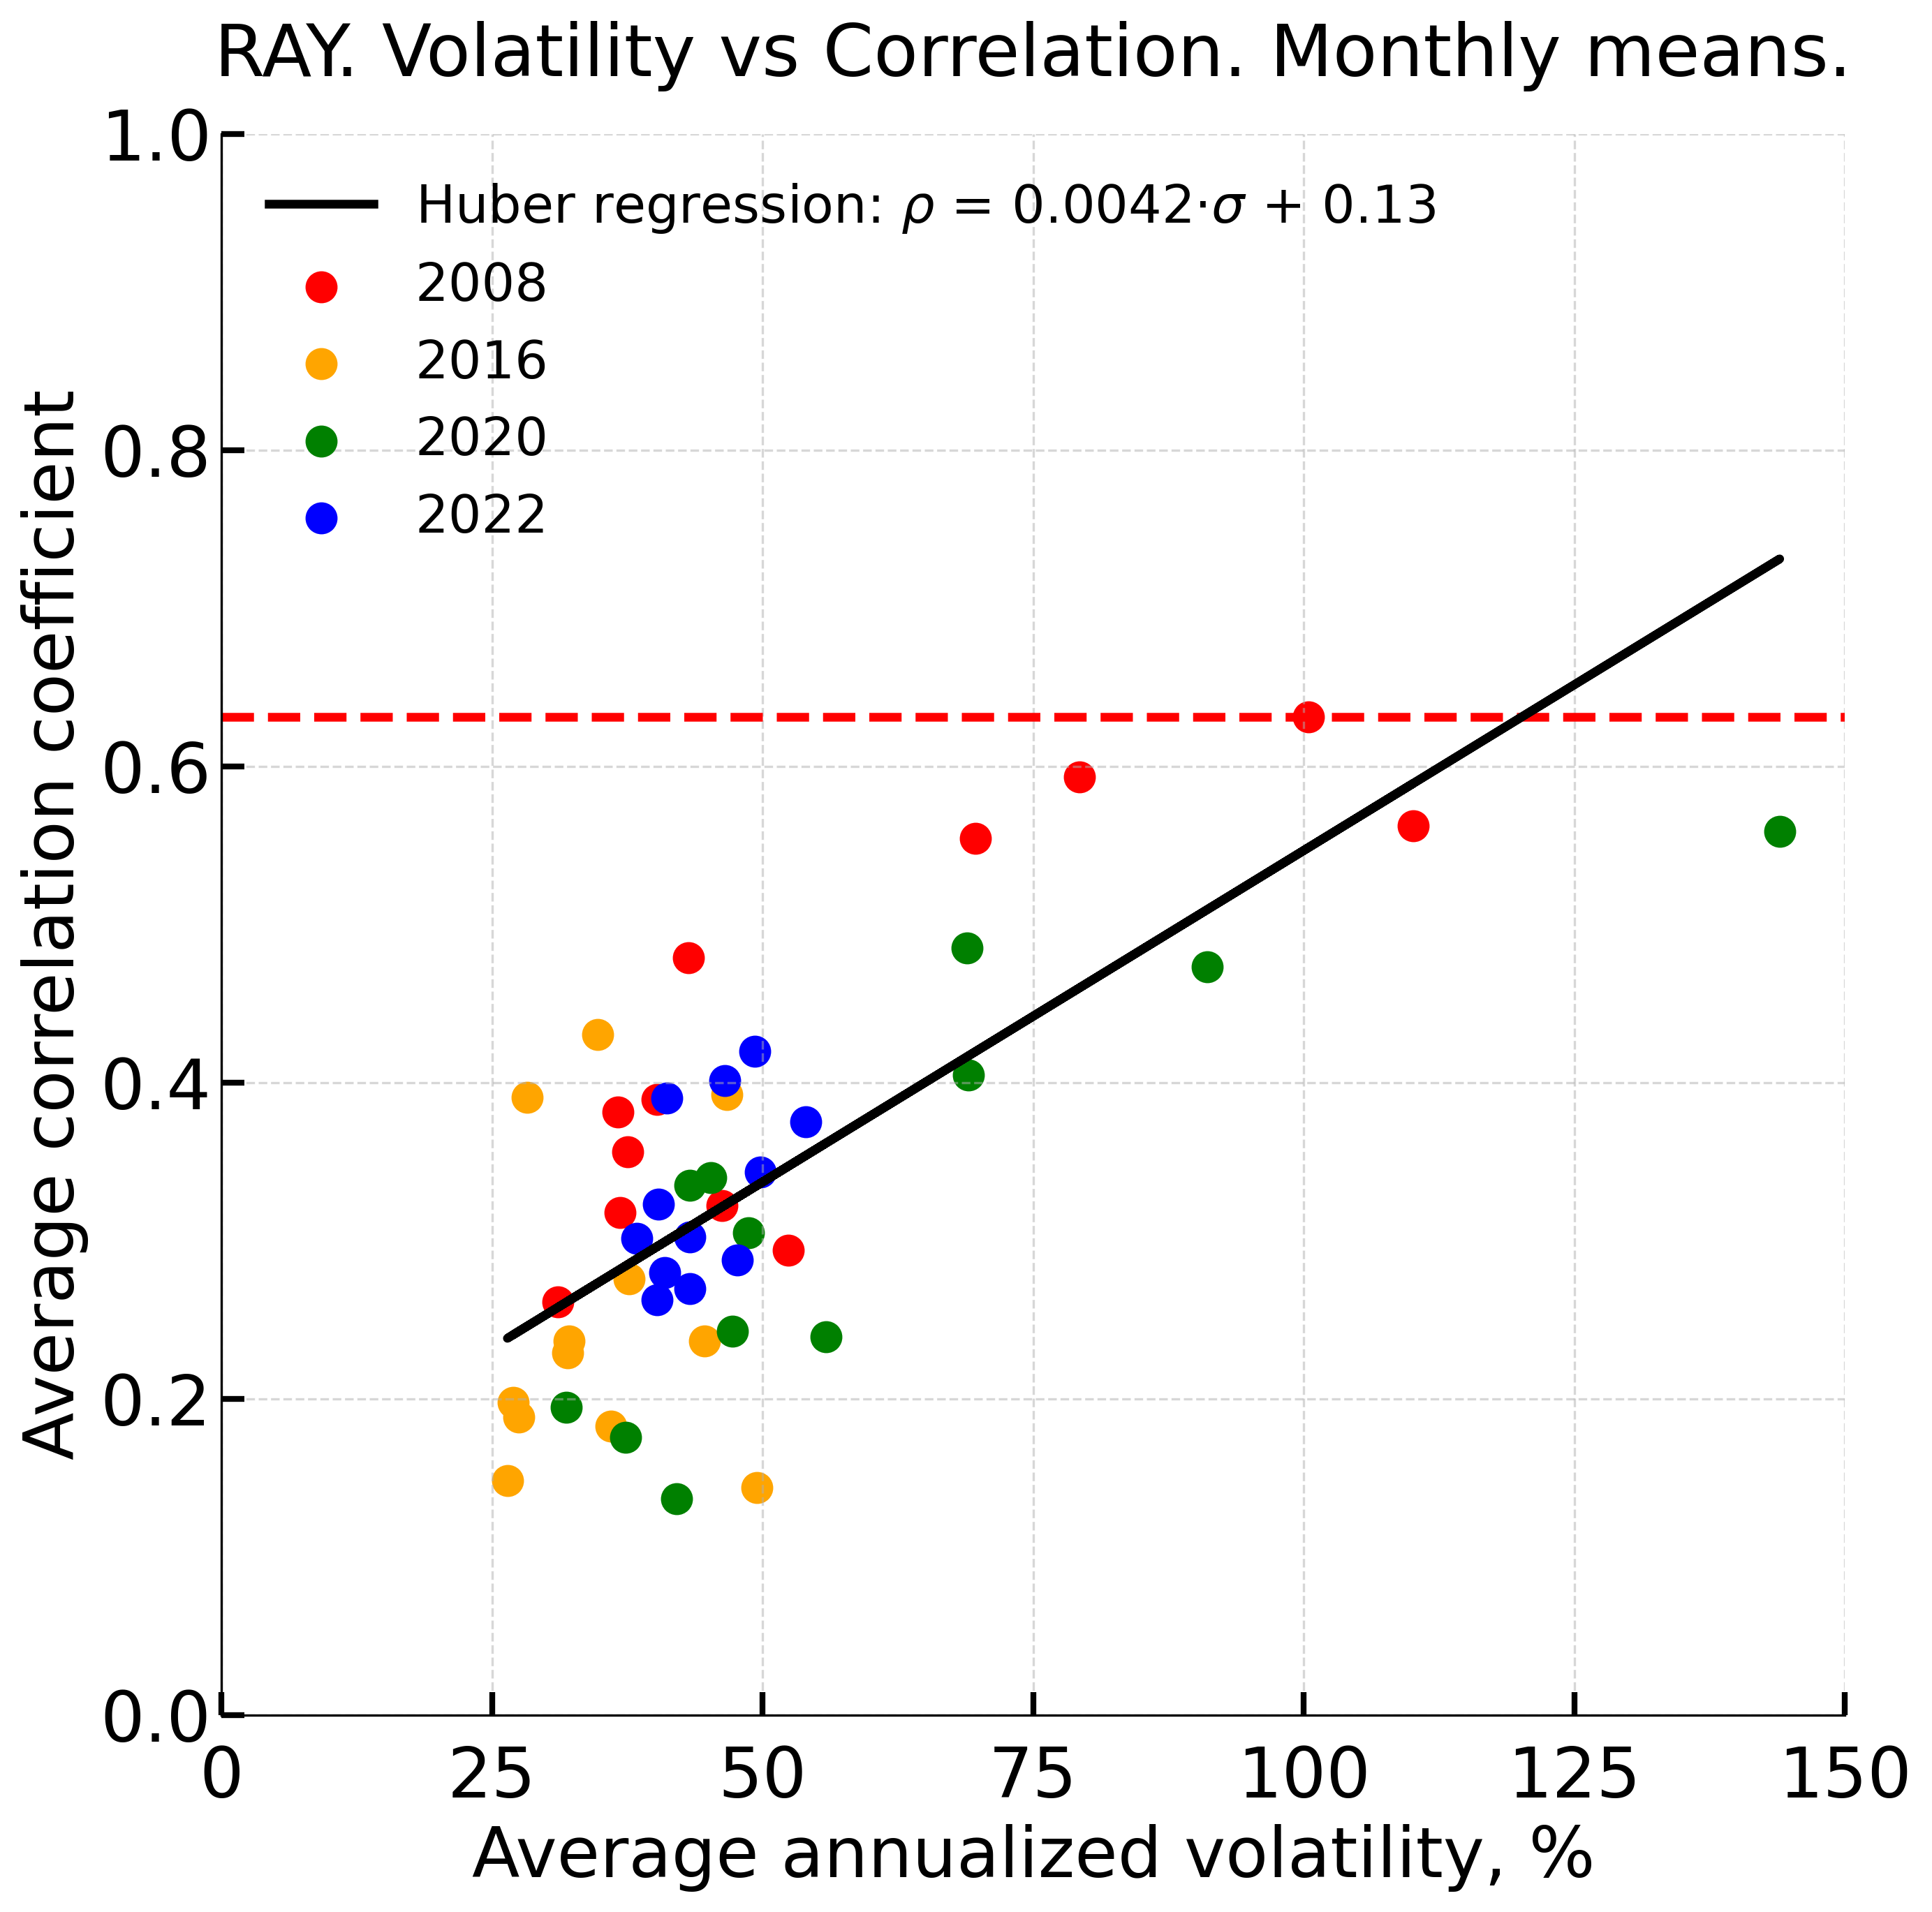 RAY. Volatility vs Correlation. Monthly means.
1.0
Huber regression: ρ = 0.0042·σ + 0.13
2008
2016
2020
2022
0.8
0.6
0.4
0.2
0.0
Average correlation coefficient
0 25 50 75 100 125 150
Average annualized volatility, %